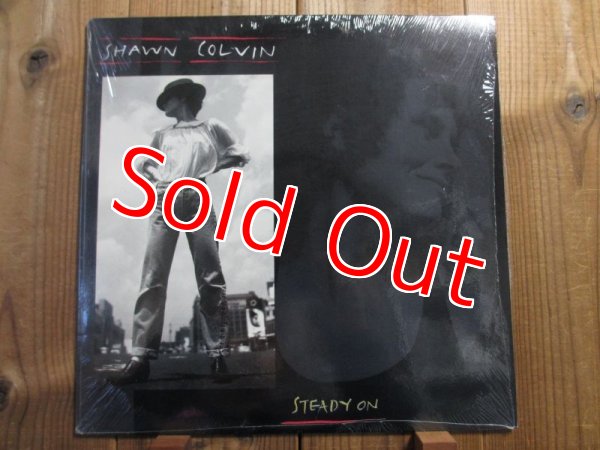 SHAWN COLVIN
Sold Out
STEADY ON